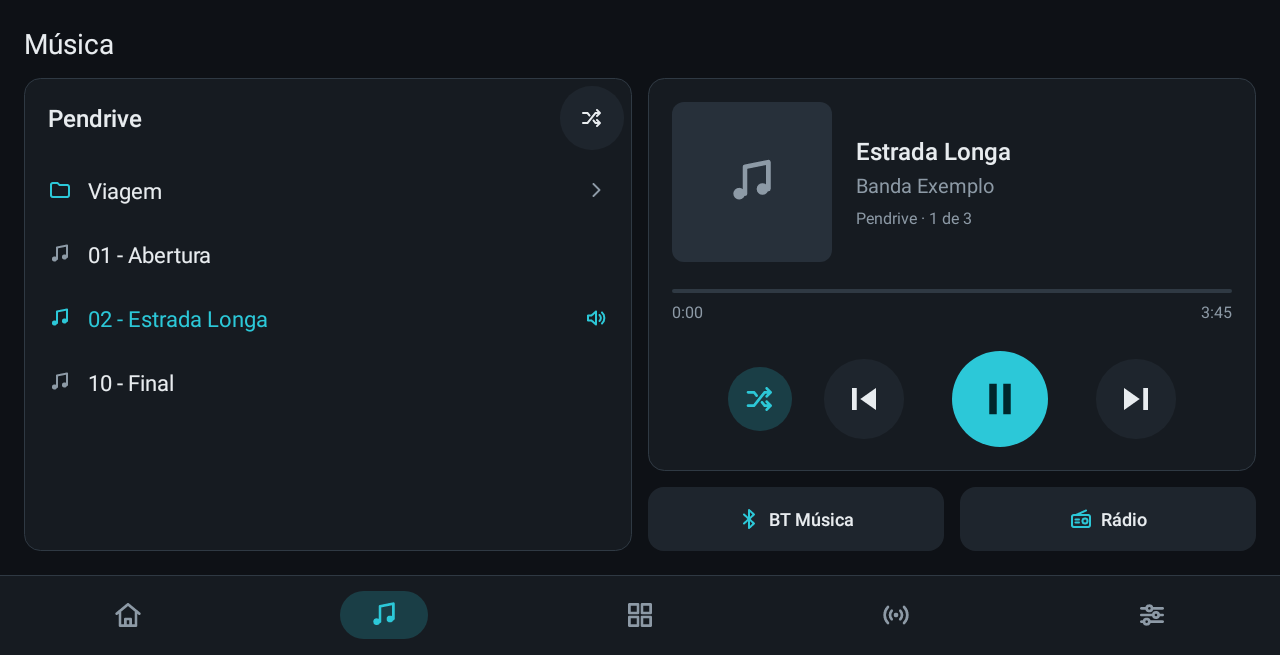 Música
Pendrive
Viagem
01 - Abertura
02 - Estrada Longa
10 - Final
Estrada Longa
Banda Exemplo
Pendrive · 1 de 3
0:00
3:45
BT Música
Rádio